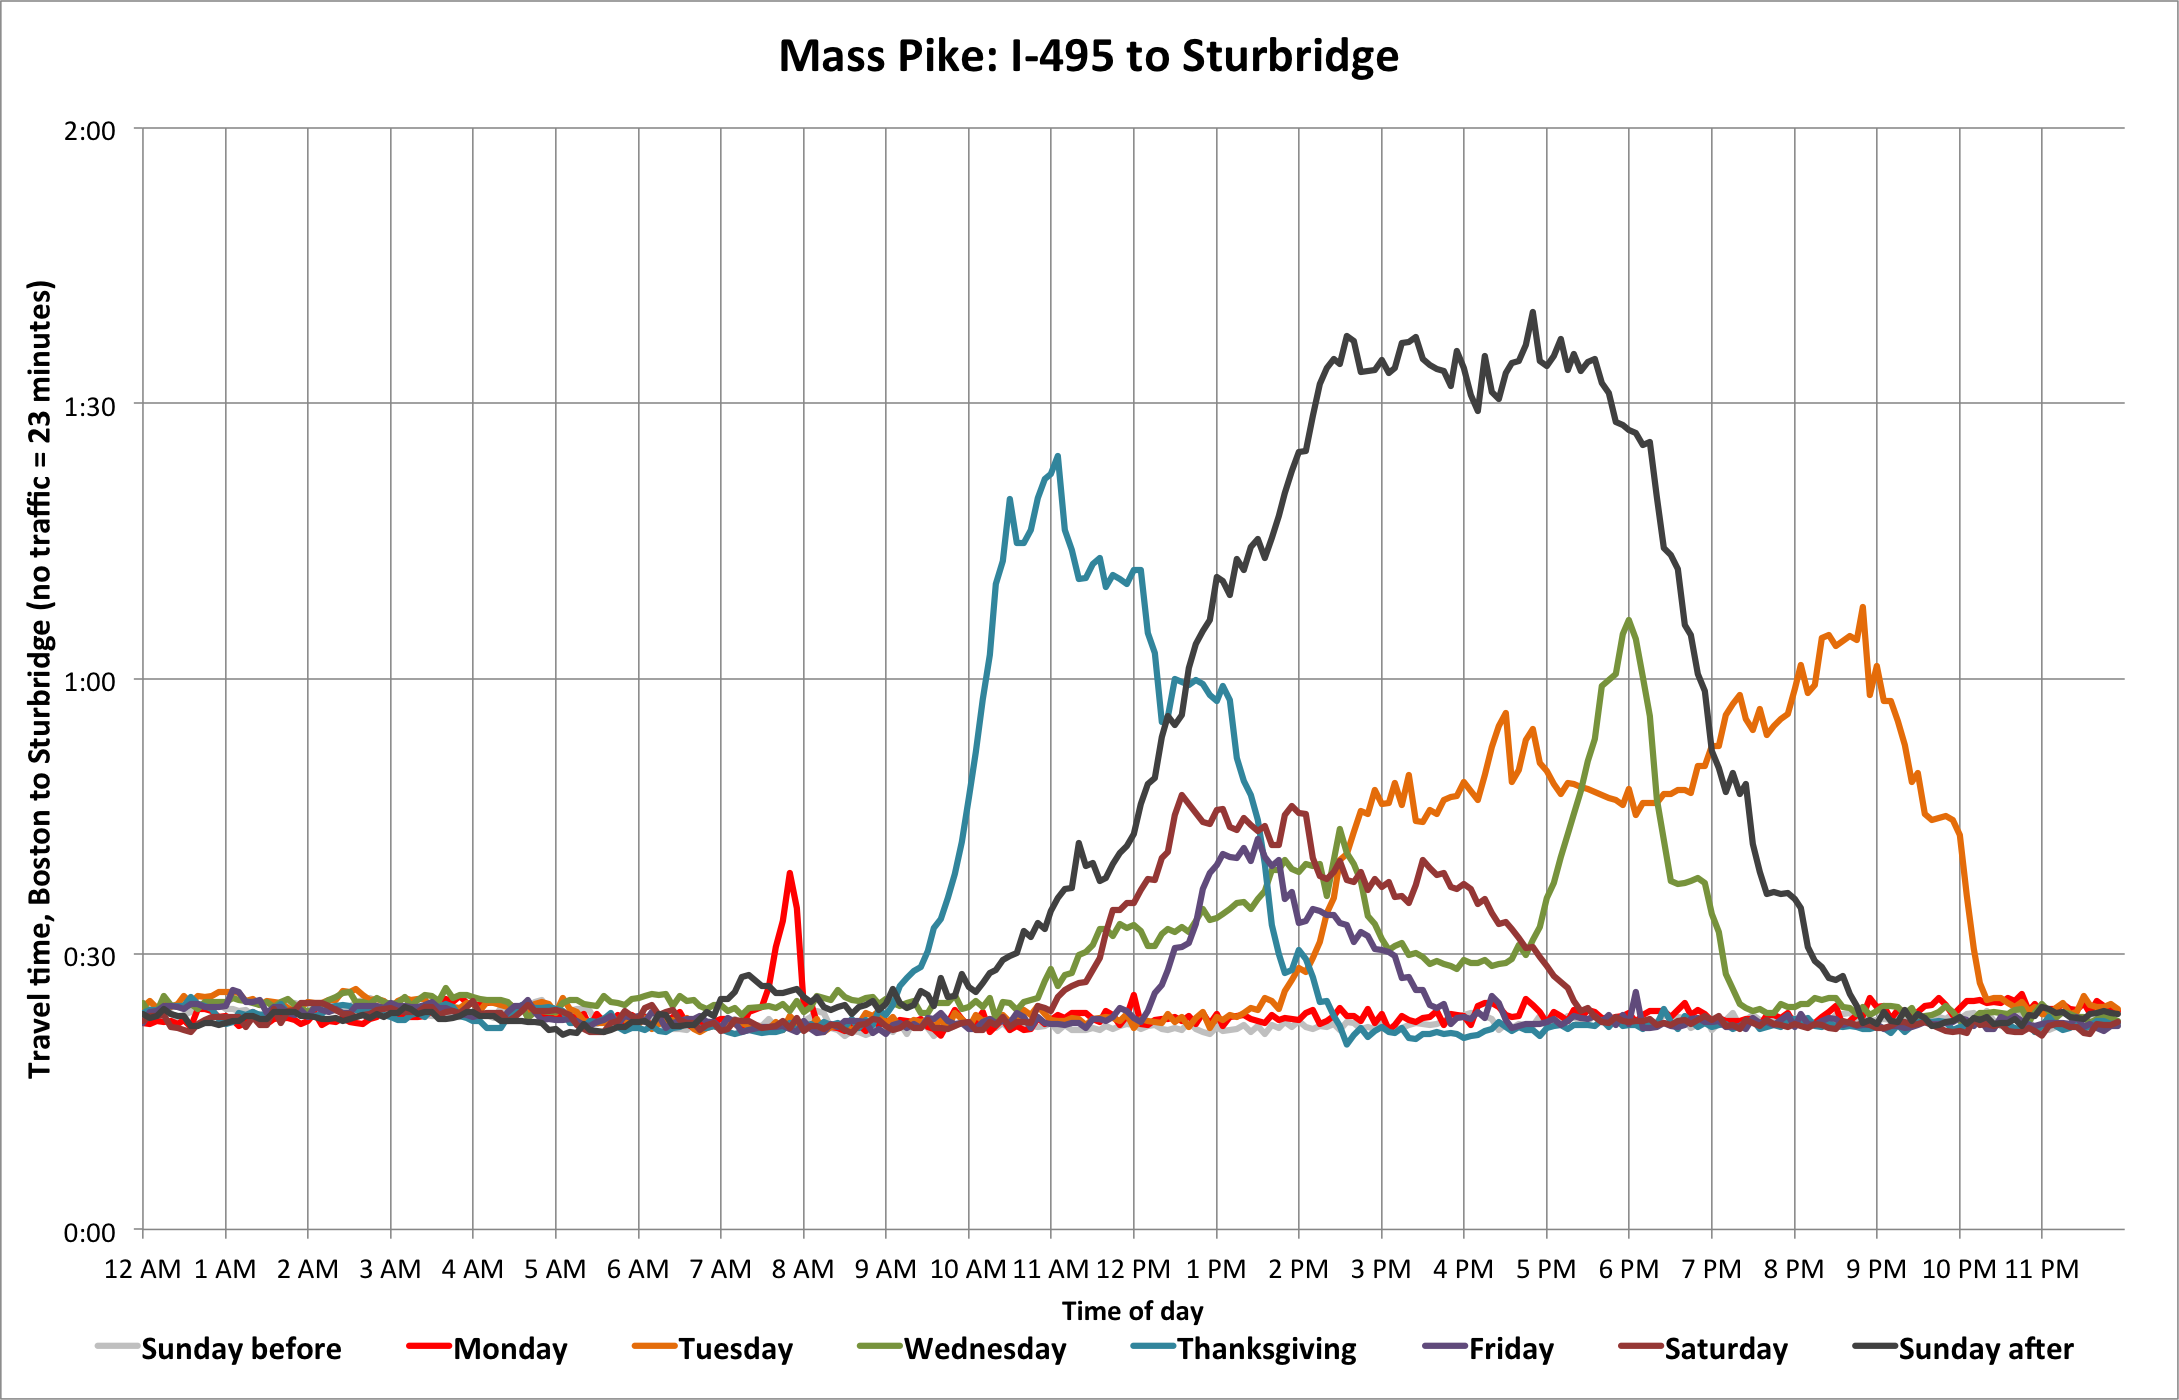 Mass Pike: I-495 to Sturbridge
Travel time, Boston to Sturbridge (no traffic = 23 minutes)
2:00
1:30
1:00
0:30
0:00
12 AM 1 AM 2 AM 3 AM 4 AM 5 AM 6 AM 7 AM 8 AM 9 AM 10 AM 11 AM 12 PM 1 PM 2 PM 3 PM 4 PM 5 PM 6 PM 7 PM 8 PM 9 PM 10 PM 11 PM
Time of day
Sunday before Monday Tuesday Wednesday Thanksgiving Friday Saturday Sunday after